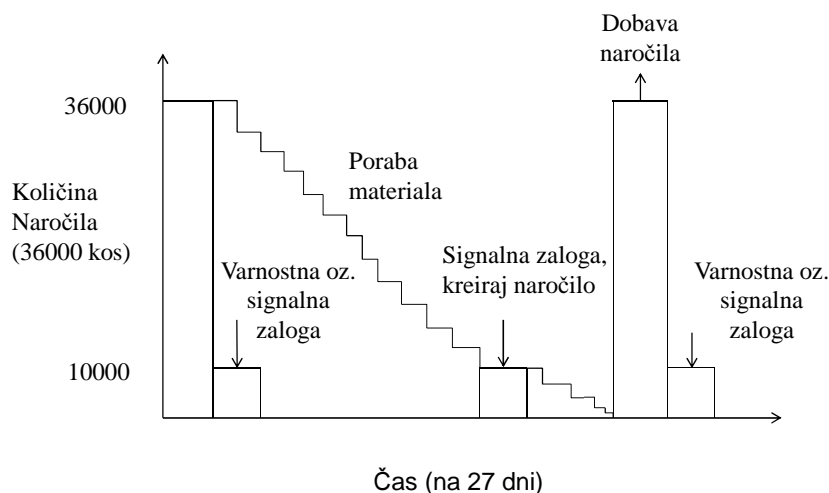 Dobava
naročila
36000
Poraba
materiala
Količina
Naročila
(36000 kos)
Signalna zaloga,
kreiraj naročilo
Varnostna oz.
signalna
zaloga
Varnostna oz.
signalna
zaloga
10000
Čas (na 27 dni)